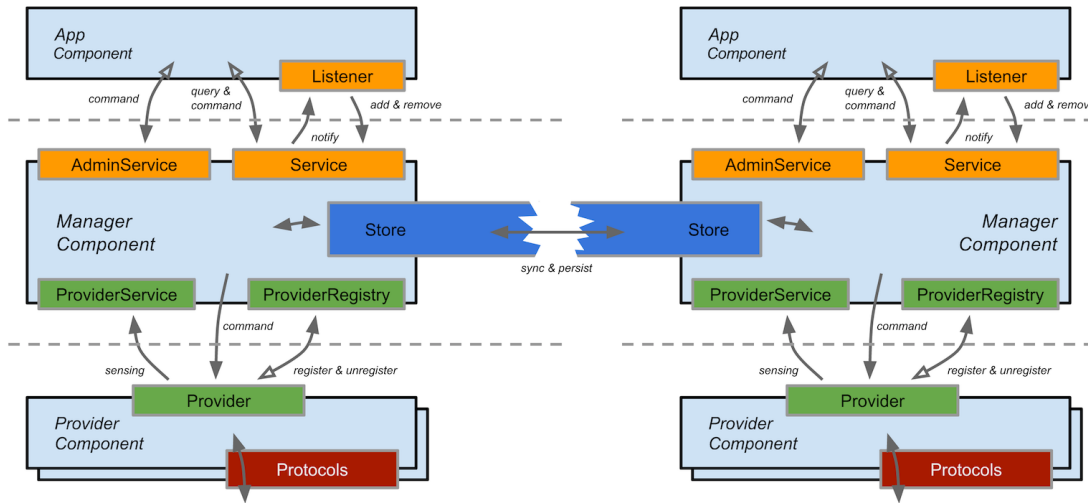 App
Component
Listener
command
query &
command
add & remove
notify
AdminService
Service
Manager
Component
Store
ProviderService
ProviderRegistry
command
sensing
register & unregister
Provider
Provider
Component
Protocols
sync & persist
App
Component
Listener
command
query &
command
add & remove
notify
AdminService
Service
Store
Manager
Component
ProviderService
ProviderRegistry
command
sensing
register & unregister
Provider
Provider
Component
Protocols